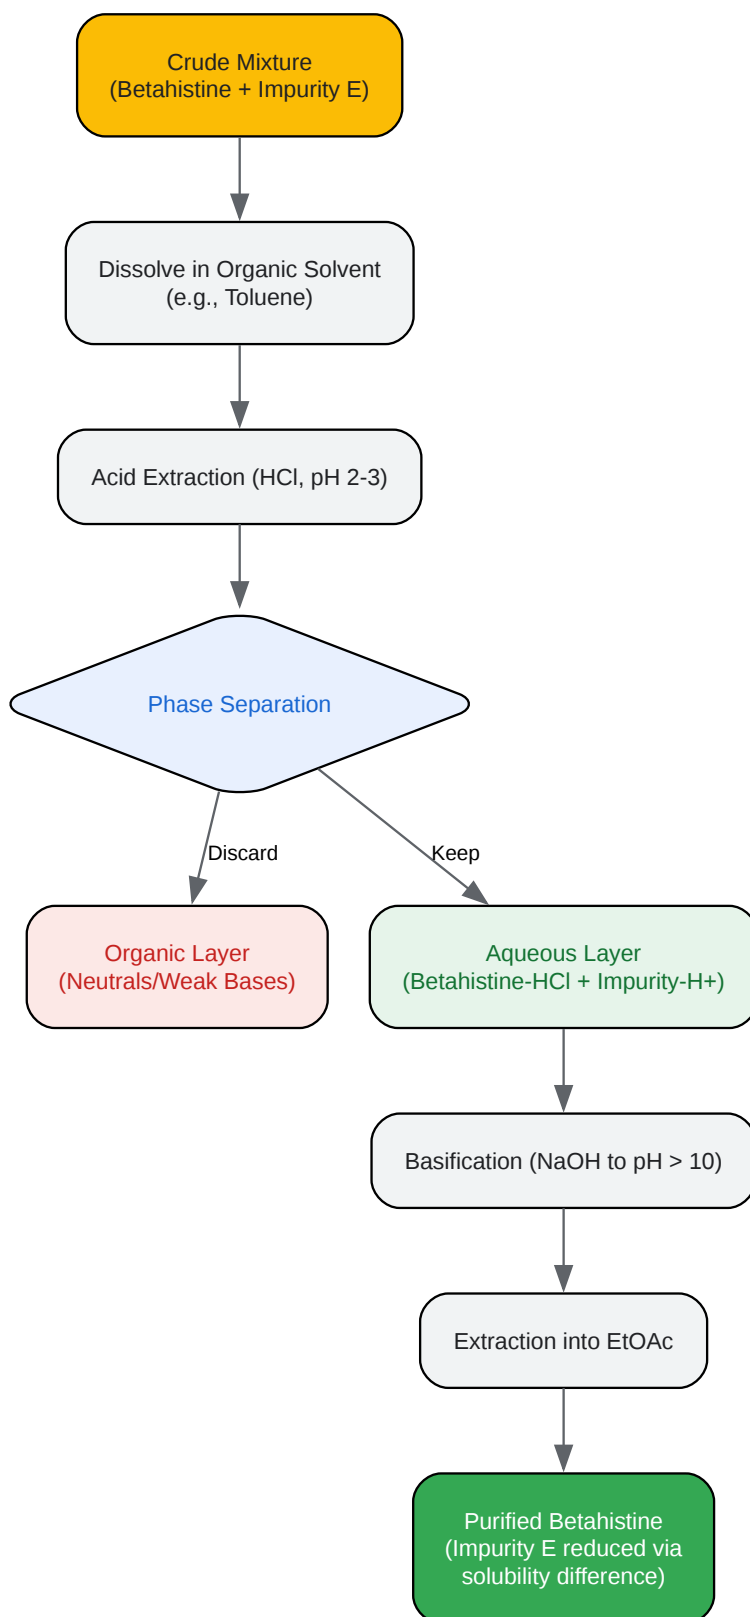 Crude Mixture
(Betahistine + Impurity E)
Dissolve in Organic Solvent
(e.g., Toluene)
Acid Extraction (HCl, pH 2-3)
Phase Separation
Discard
Keep
Organic Layer
(Neutrals/Weak Bases)
Aqueous Layer
(Betahistine-HCl + Impurity-H+)
Basification (NaOH to pH > 10)
Extraction into EtOAc
Purified Betahistine
(Impurity E reduced via
solubility difference)